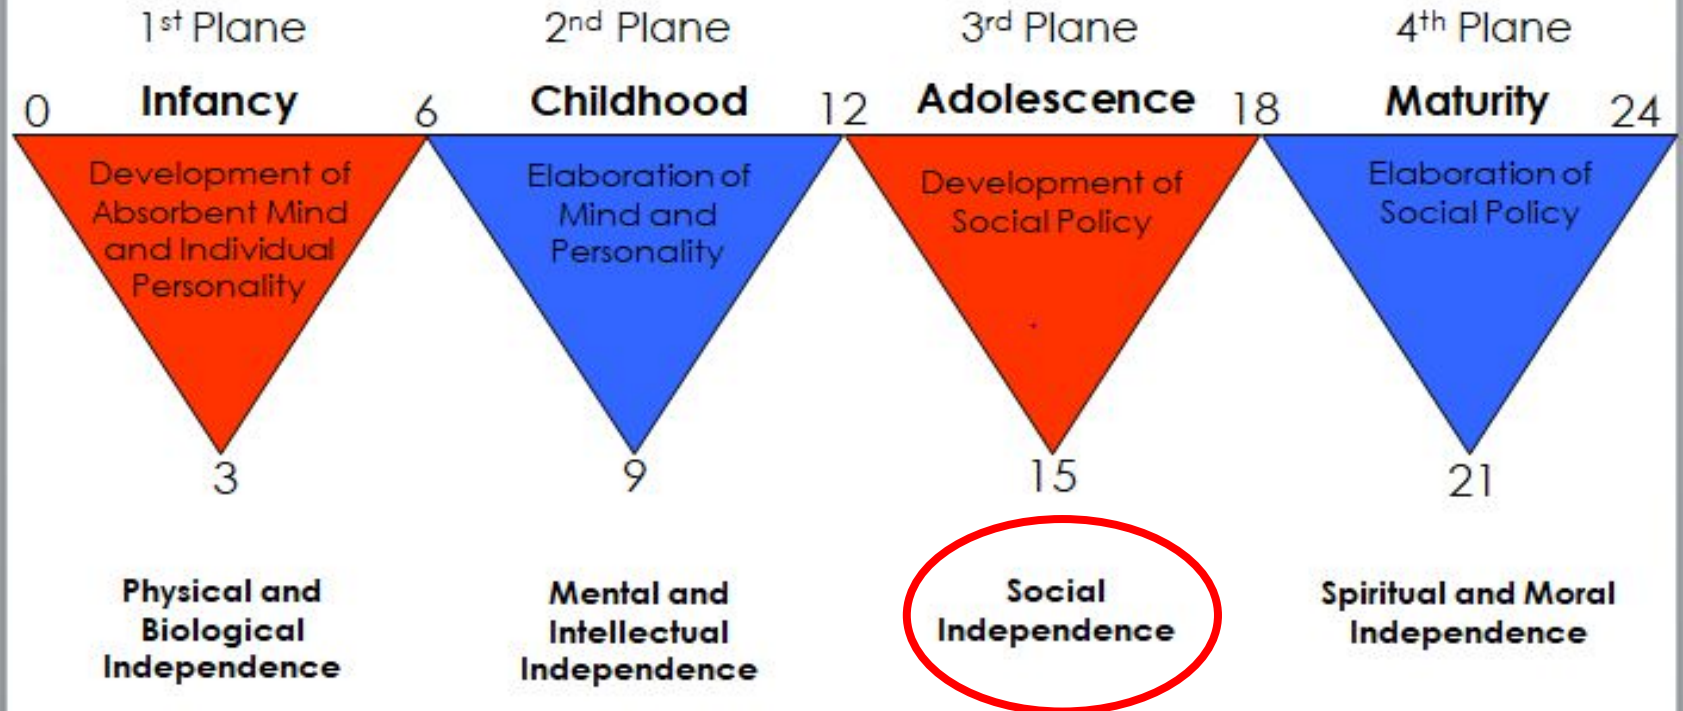 1st Plane
2nd Plane
3rd Plane
4th Plane
0
Infancy
6
Childhood
12
Adolescence
18
Maturity
24
Development of
Absorbent Mind
and Individual
Personality
Elaboration of
Mind and
Personality
Development of
Social Policy
Elaboration of
Social Policy
3
9
15
21
Physical and
Biological
Independence
Mental and
Intellectual
Independence
Social
Independence
Spiritual and Moral
Independence